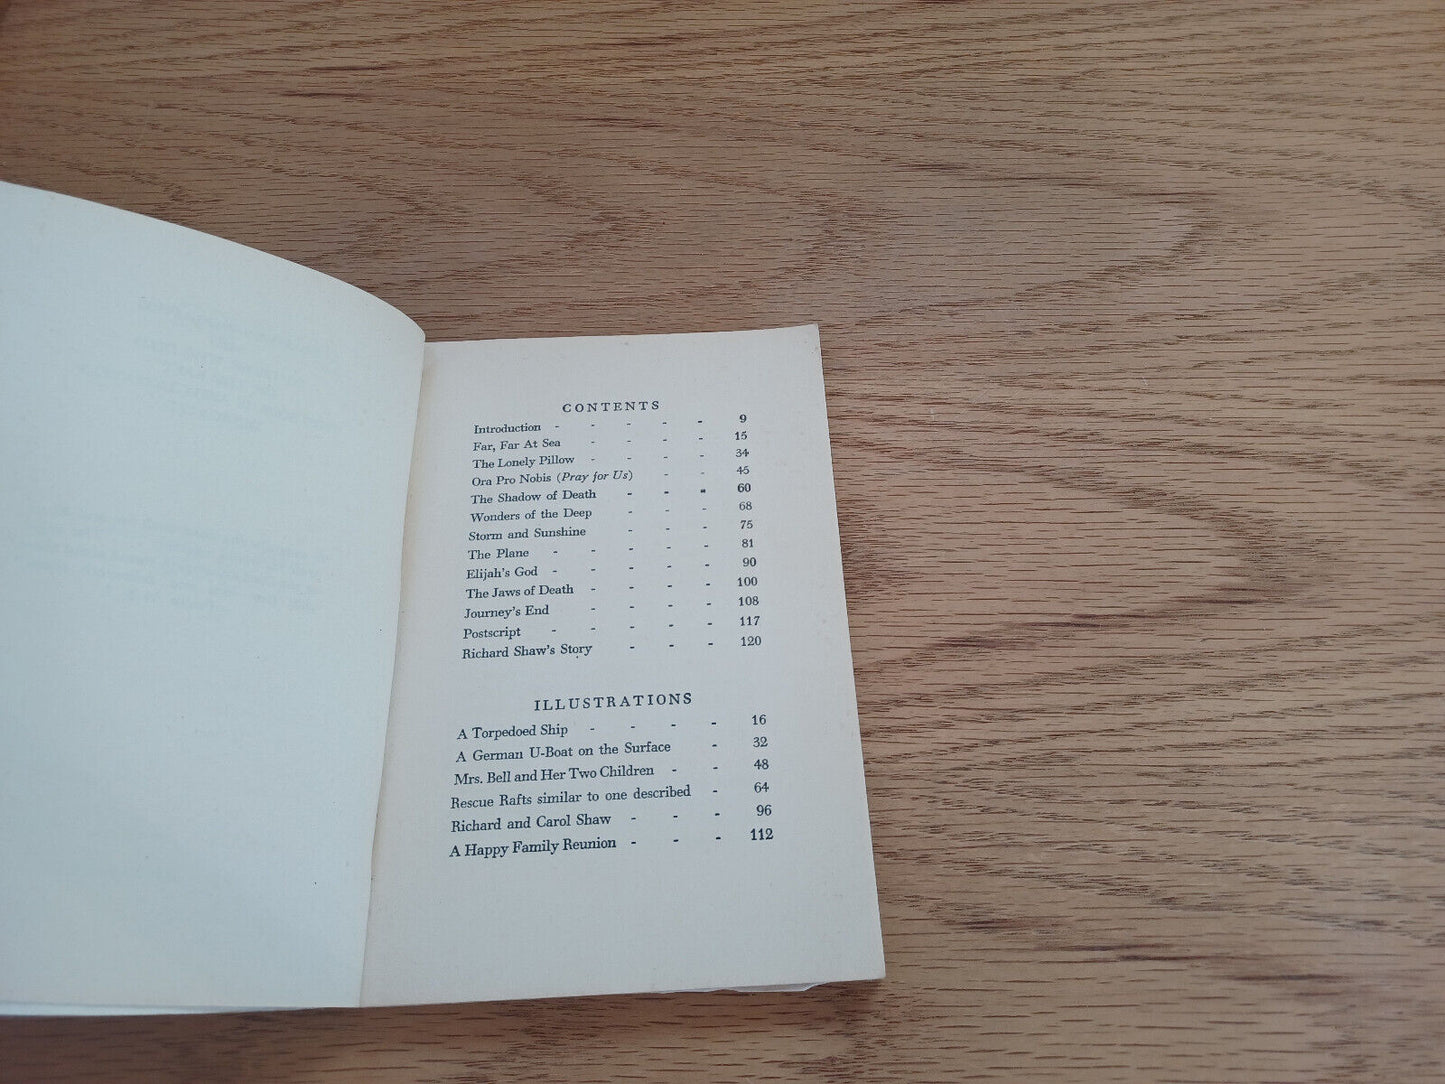 CONTENTS
Introduction - - - - - 9
Far, Far At Sea - - - - 15
The Lonely Pillow - - - - 34
Ora Pro Nobis (Pray for Us) - - 45
The Shadow of Death - - - 60
Wonders of the Deep - - - 68
Storm and Sunshine - - - 75
The Plane - - - - - 81
Elijah's God - - - - - 90
The Jaws of Death - - - - 100
Journey's End - - - - 108
Postscript - - - - - 117
Richard Shaw's Story - - - 120
ILLUSTRATIONS
A Torpedoed Ship - - - - 16
A German U-Boat on the Surface - 32
Mrs. Bell and Her Two Children - - 48
Rescue Rafts similar to one described - 64
Richard and Carol Shaw - - - 96
A Happy Family Reunion - - - 112